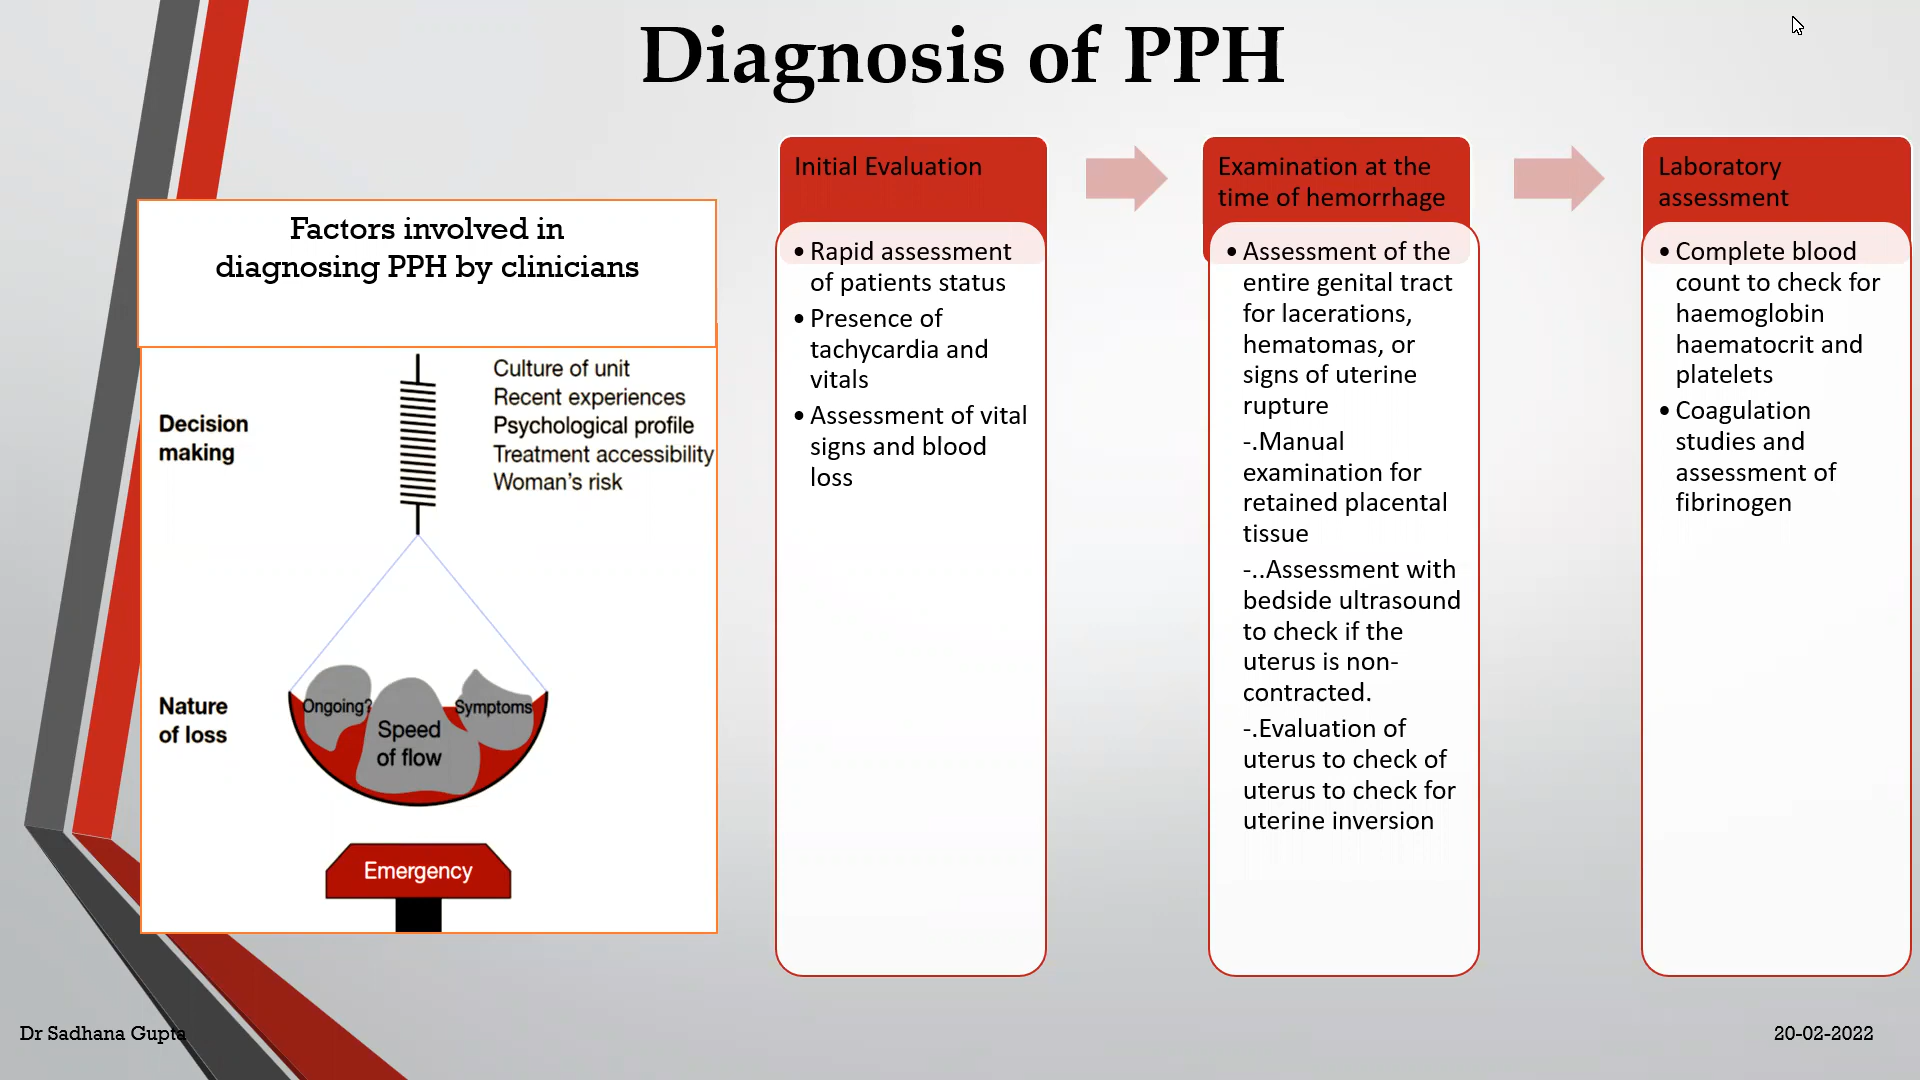 Diagnosis of PPH
Factors involved in
diagnosing PPH by clinicians
Decision
making
Culture of unit
Recent experiences
Psychological profile
Treatment accessibility
Woman's risk
Nature
of loss
Ongoing?
Speed
of flow
Symptoms
Emergency
Initial Evaluation
• Rapid assessment
of patients status
• Presence of
tachycardia and
vitals
• Assessment of vital
signs and blood
loss
Examination at the
time of hemorrhage
• Assessment of the
entire genital tract
for lacerations,
hematomas, or
signs of uterine
rupture
-.Manual
examination for
retained placental
tissue
-..Assessment with
bedside ultrasound
to check if the
uterus is non-
contracted.
-.Evaluation of
uterus to check of
uterus to check for
uterine inversion
Laboratory
assessment
• Complete blood
count to check for
haemoglobin
haematocrit and
platelets
• Coagulation
studies and
assessment of
fibrinogen
Dr Sadhana Gupta
20-02-2022